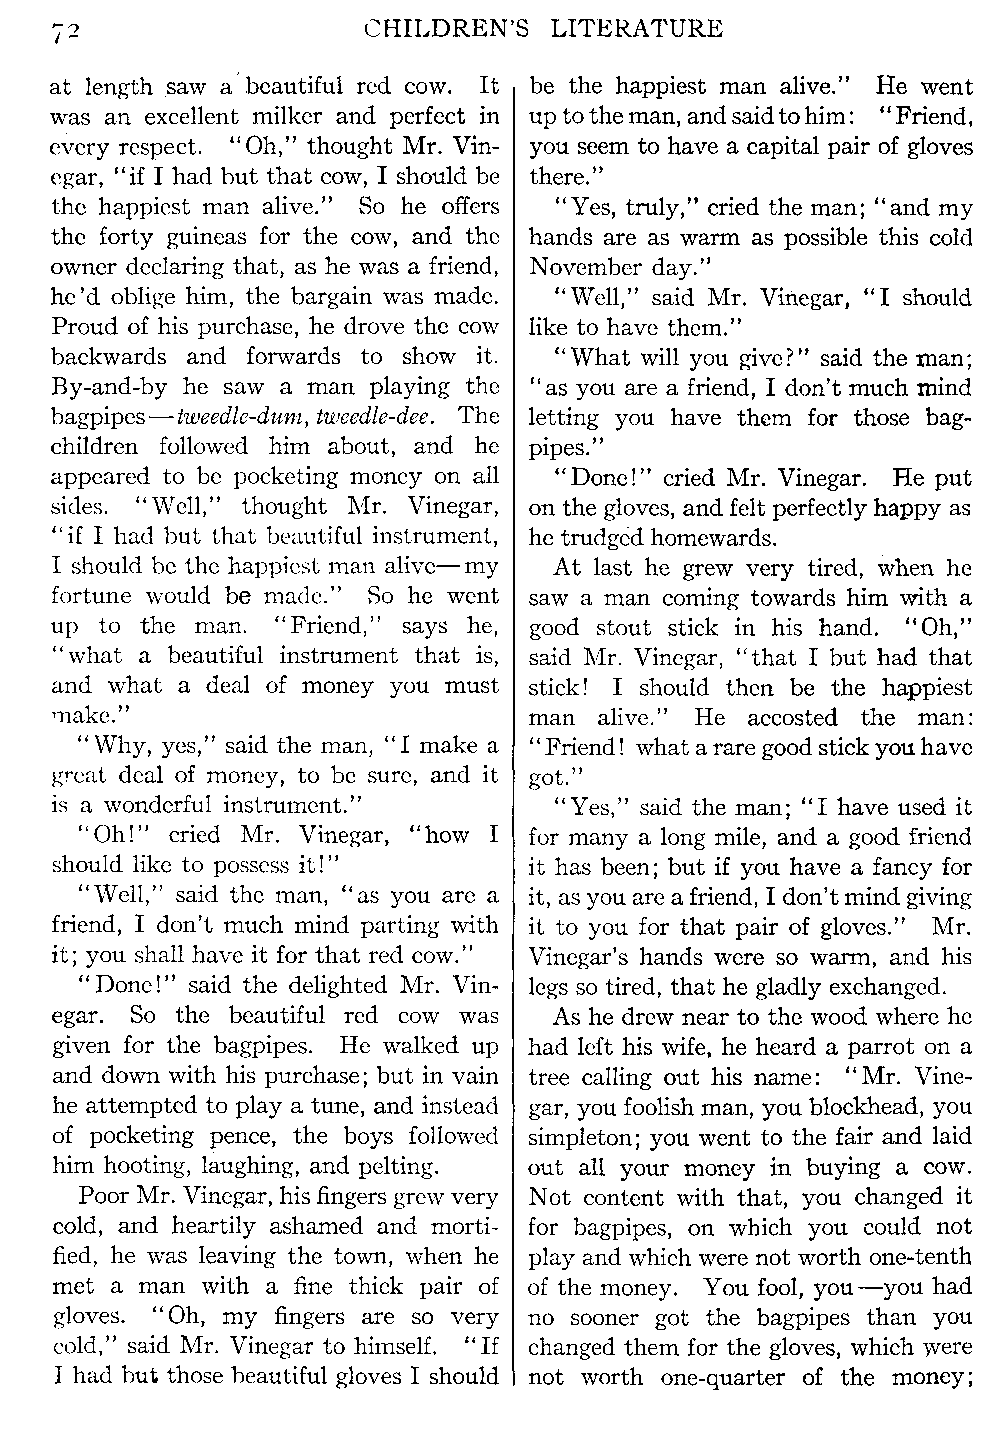 72
CHILDREN'S LITERATURE
at length saw a beautiful red cow. It
was an excellent milker and perfect in
every respect. "Oh," thought Mr. Vin-
egar, "if I had but that cow, I should be
the happiest man alive." So he offers
the forty guineas for the cow, and the
owner declaring that, as he was a friend,
he'd oblige him, the bargain was made.
Proud of his purchase, he drove the cow
backwards and forwards to show it.
By-and-by he saw a man playing the
bagpipes—tweedle-dum, tweedle-dee. The
children followed him about, and he
appeared to be pocketing money on all
sides. "Well," thought Mr. Vinegar,
"if I had but that beautiful instrument,
I should be the happiest man alive—my
fortune would be made." So he went
up to the man. "Friend," says he,
"what a beautiful instrument that is,
and what a deal of money you must
make."
"Why, yes," said the man, "I make a
great deal of money, to be sure, and it
is a wonderful instrument."
"Oh!" cried Mr. Vinegar, "how I
should like to possess it!"
"Well," said the man, "as you are a
friend, I don't much mind parting with
it; you shall have it for that red cow."
"Done!" said the delighted Mr. Vin-
egar. So the beautiful red cow was
given for the bagpipes. He walked up
and down with his purchase; but in vain
he attempted to play a tune, and instead
of pocketing pence, the boys followed
him hooting, laughing, and pelting.
Poor Mr. Vinegar, his fingers grew very
cold, and heartily ashamed and morti-
fied, he was leaving the town, when he
met a man with a fine thick pair of
gloves. "Oh, my fingers are so very
cold," said Mr. Vinegar to himself. "If
I had but those beautiful gloves I should
be the happiest man alive." He went
up to the man, and said to him: "Friend,
you seem to have a capital pair of gloves
there."
"Yes, truly," cried the man; "and my
hands are as warm as possible this cold
November day."
"Well," said Mr. Vinegar, "I should
like to have them."
"What will you give?" said the man;
"as you are a friend, I don't much mind
letting you have them for those bag-
pipes."
"Done!" cried Mr. Vinegar. He put
on the gloves, and felt perfectly happy as
he trudged homewards.
At last he grew very tired, when he
saw a man coming towards him with a
good stout stick in his hand. "Oh,"
said Mr. Vinegar, "that I but had that
stick! I should then be the happiest
man alive." He accosted the man:
"Friend! what a rare good stick you have
got."
"Yes," said the man; "I have used it
for many a long mile, and a good friend
it has been; but if you have a fancy for
it, as you are a friend, I don't mind giving
it to you for that pair of gloves." Mr.
Vinegar's hands were so warm, and his
legs so tired, that he gladly exchanged.
As he drew near to the wood where he
had left his wife, he heard a parrot on a
tree calling out his name: "Mr. Vine-
gar, you foolish man, you blockhead, you
simpleton; you went to the fair and laid
out all your money in buying a cow.
Not content with that, you changed it
for bagpipes, on which you could not
play and which were not worth one-tenth
of the money. You fool, you—you had
no sooner got the bagpipes than you
changed them for the gloves, which were
not worth one-quarter of the money;